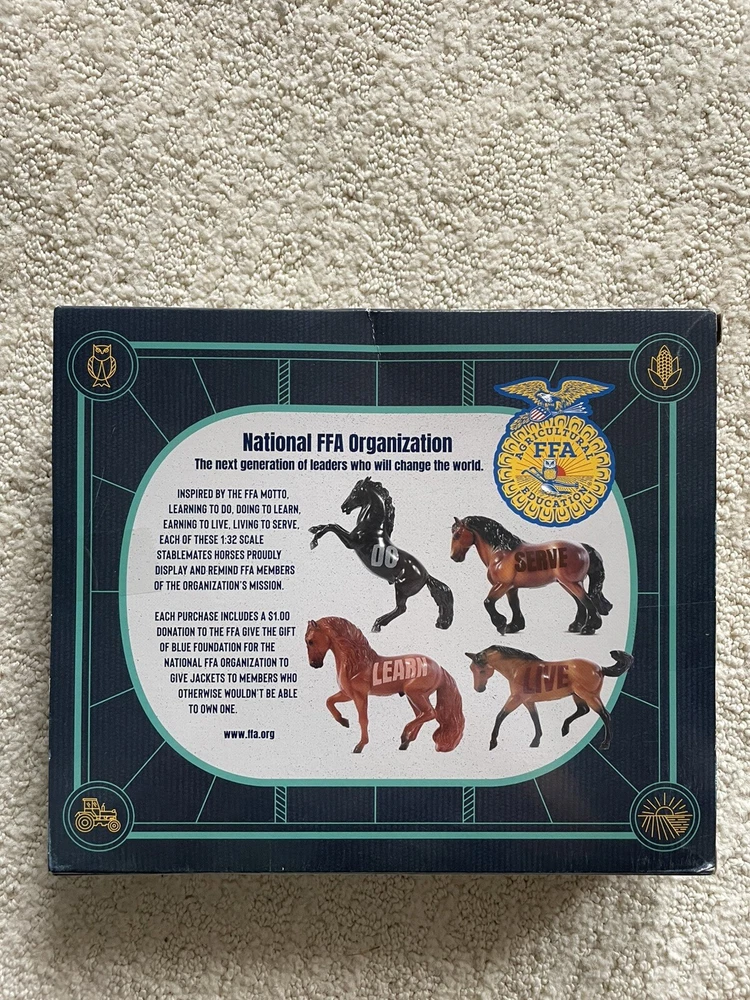 National FFA Organization
The next generation of leaders who will change the world.
AGRICULTURAL
FFA
EDUCATION
INSPIRED BY THE FFA MOTTO,
LEARNING TO DO, DOING TO LEARN,
EARNING TO LIVE, LIVING TO SERVE,
EACH OF THESE 1:32 SCALE
STABLEMATES HORSES PROUDLY
DISPLAY AND REMIND FFA MEMBERS
OF THE ORGANIZATION'S MISSION.
EACH PURCHASE INCLUDES A $1.00
DONATION TO THE FFA GIVE THE GIFT
OF BLUE FOUNDATION FOR THE
NATIONAL FFA ORGANIZATION TO
GIVE JACKETS TO MEMBERS WHO
OTHERWISE WOULDN'T BE ABLE
TO OWN ONE.
www.ffa.org
DO
SERVE
LEARN
LIVE